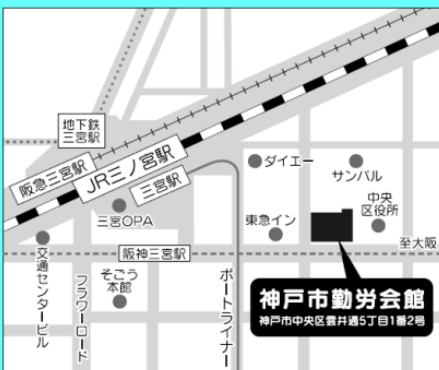 地下鉄
三宮駅
阪急三宮駅
JR三ノ宮駅
三宮駅
ダイエー
サンパル
三宮OPA
東急イン
中央
区役所
至大阪
阪神三宮駅
交通センタービル
フラワーロード
そごう
本館
ポートライナー
神戸市勤労会館
神戸市中央区雲井通5丁目1番2号